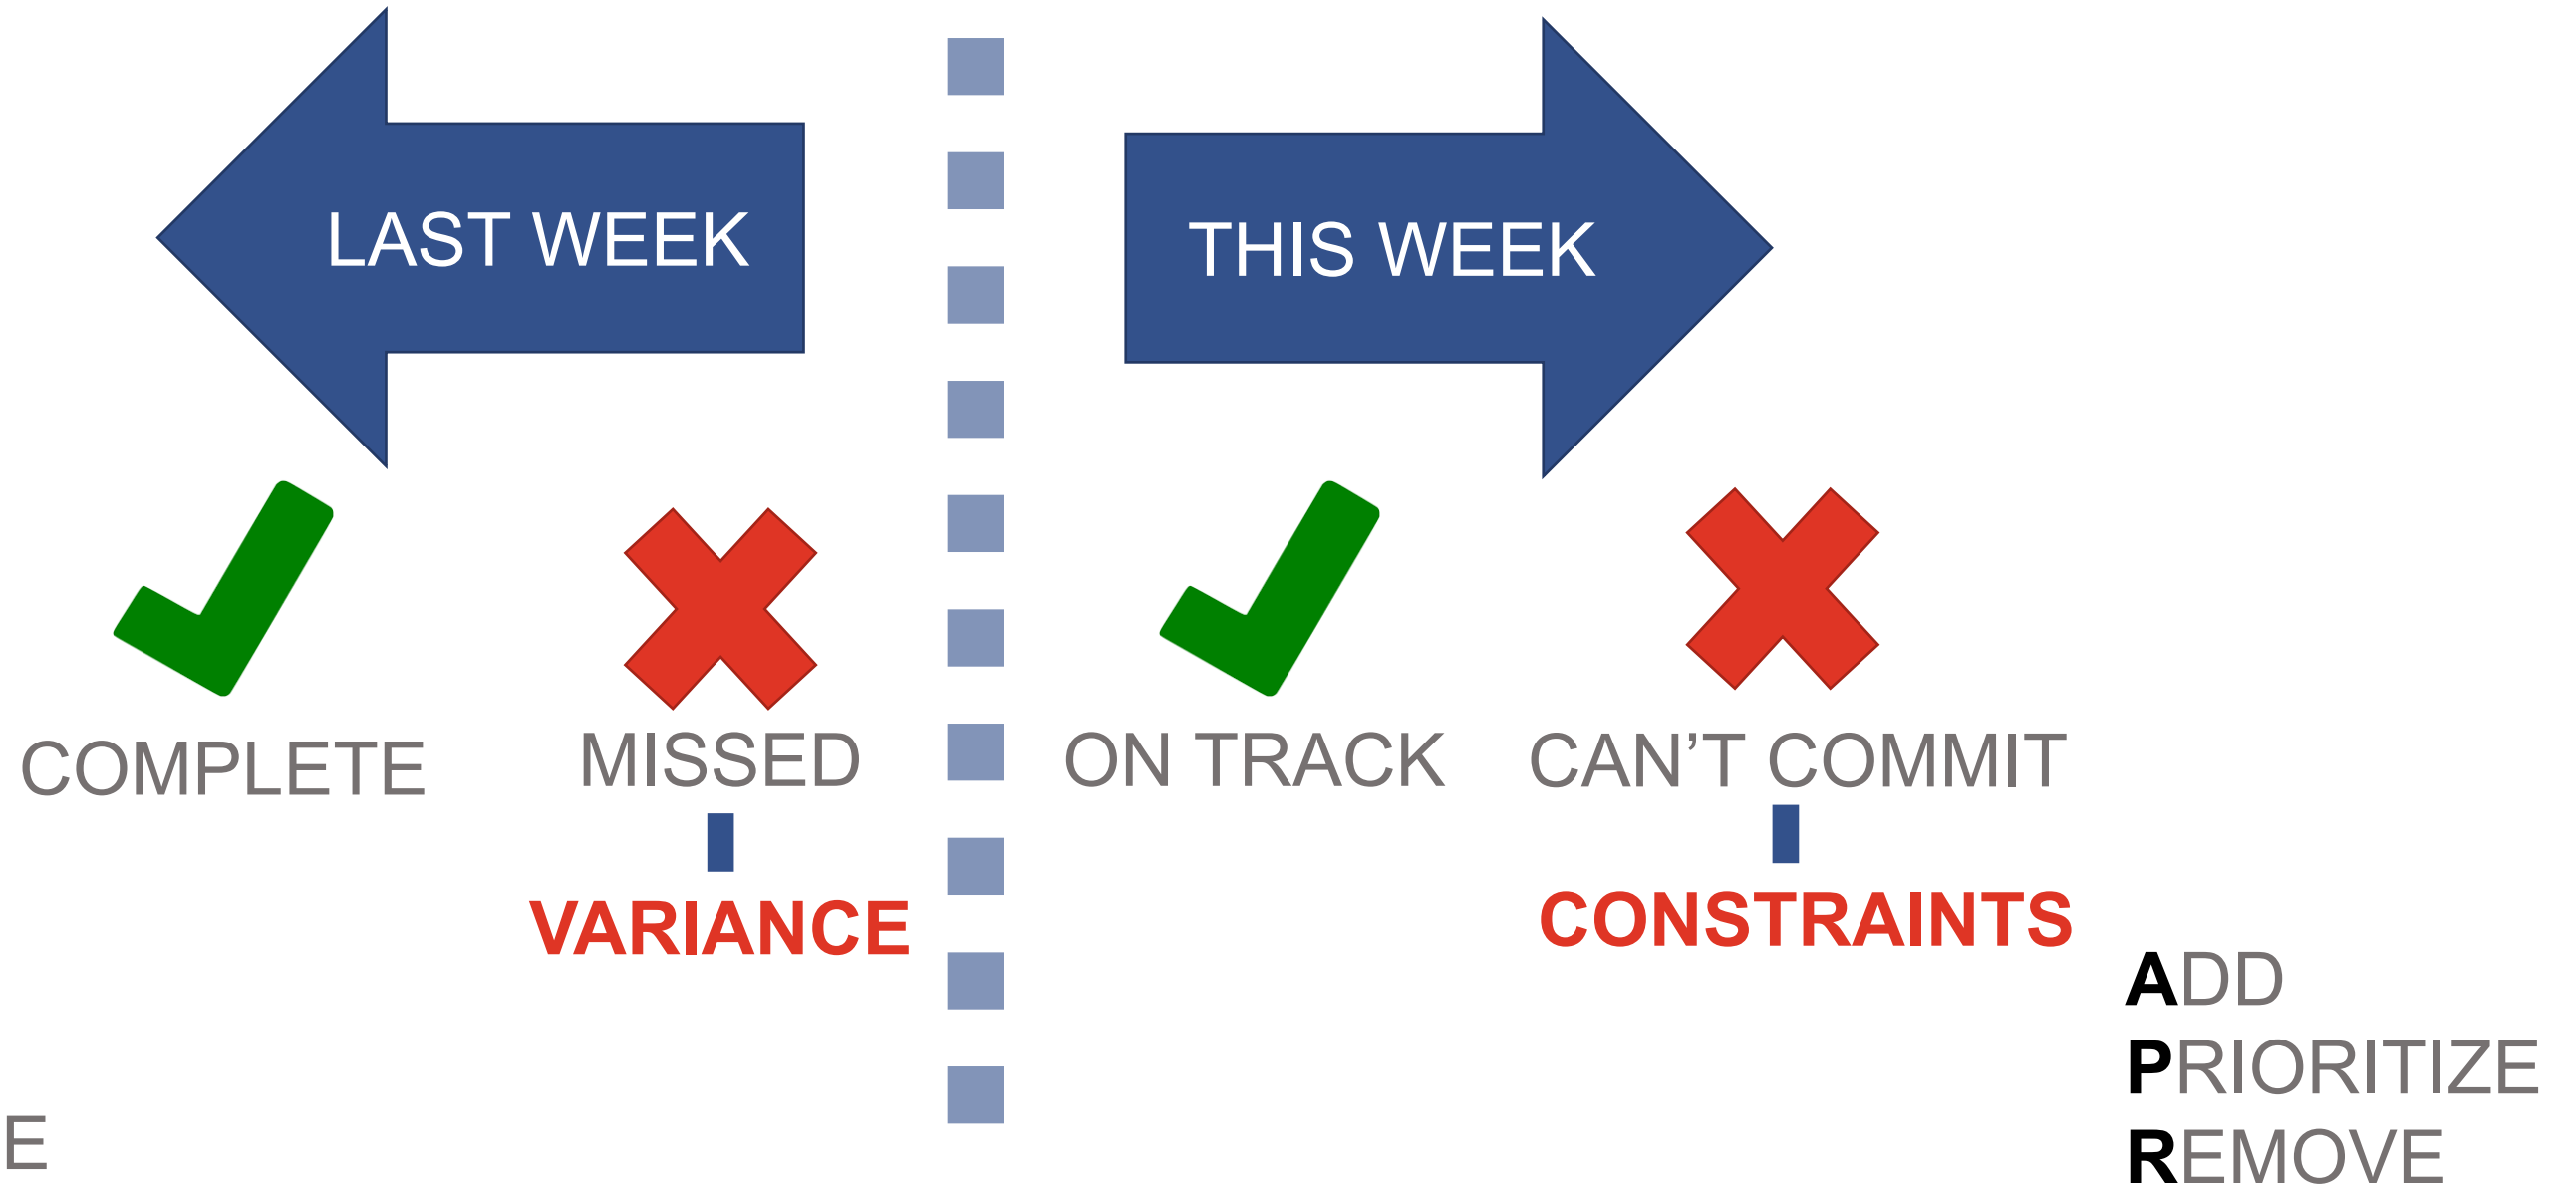 LAST WEEK
THIS WEEK
COMPLETE
MISSED
ON TRACK
CAN’T COMMIT
VARIANCE
CONSTRAINTS
ADD
PRIORITIZE
REMOVE
E